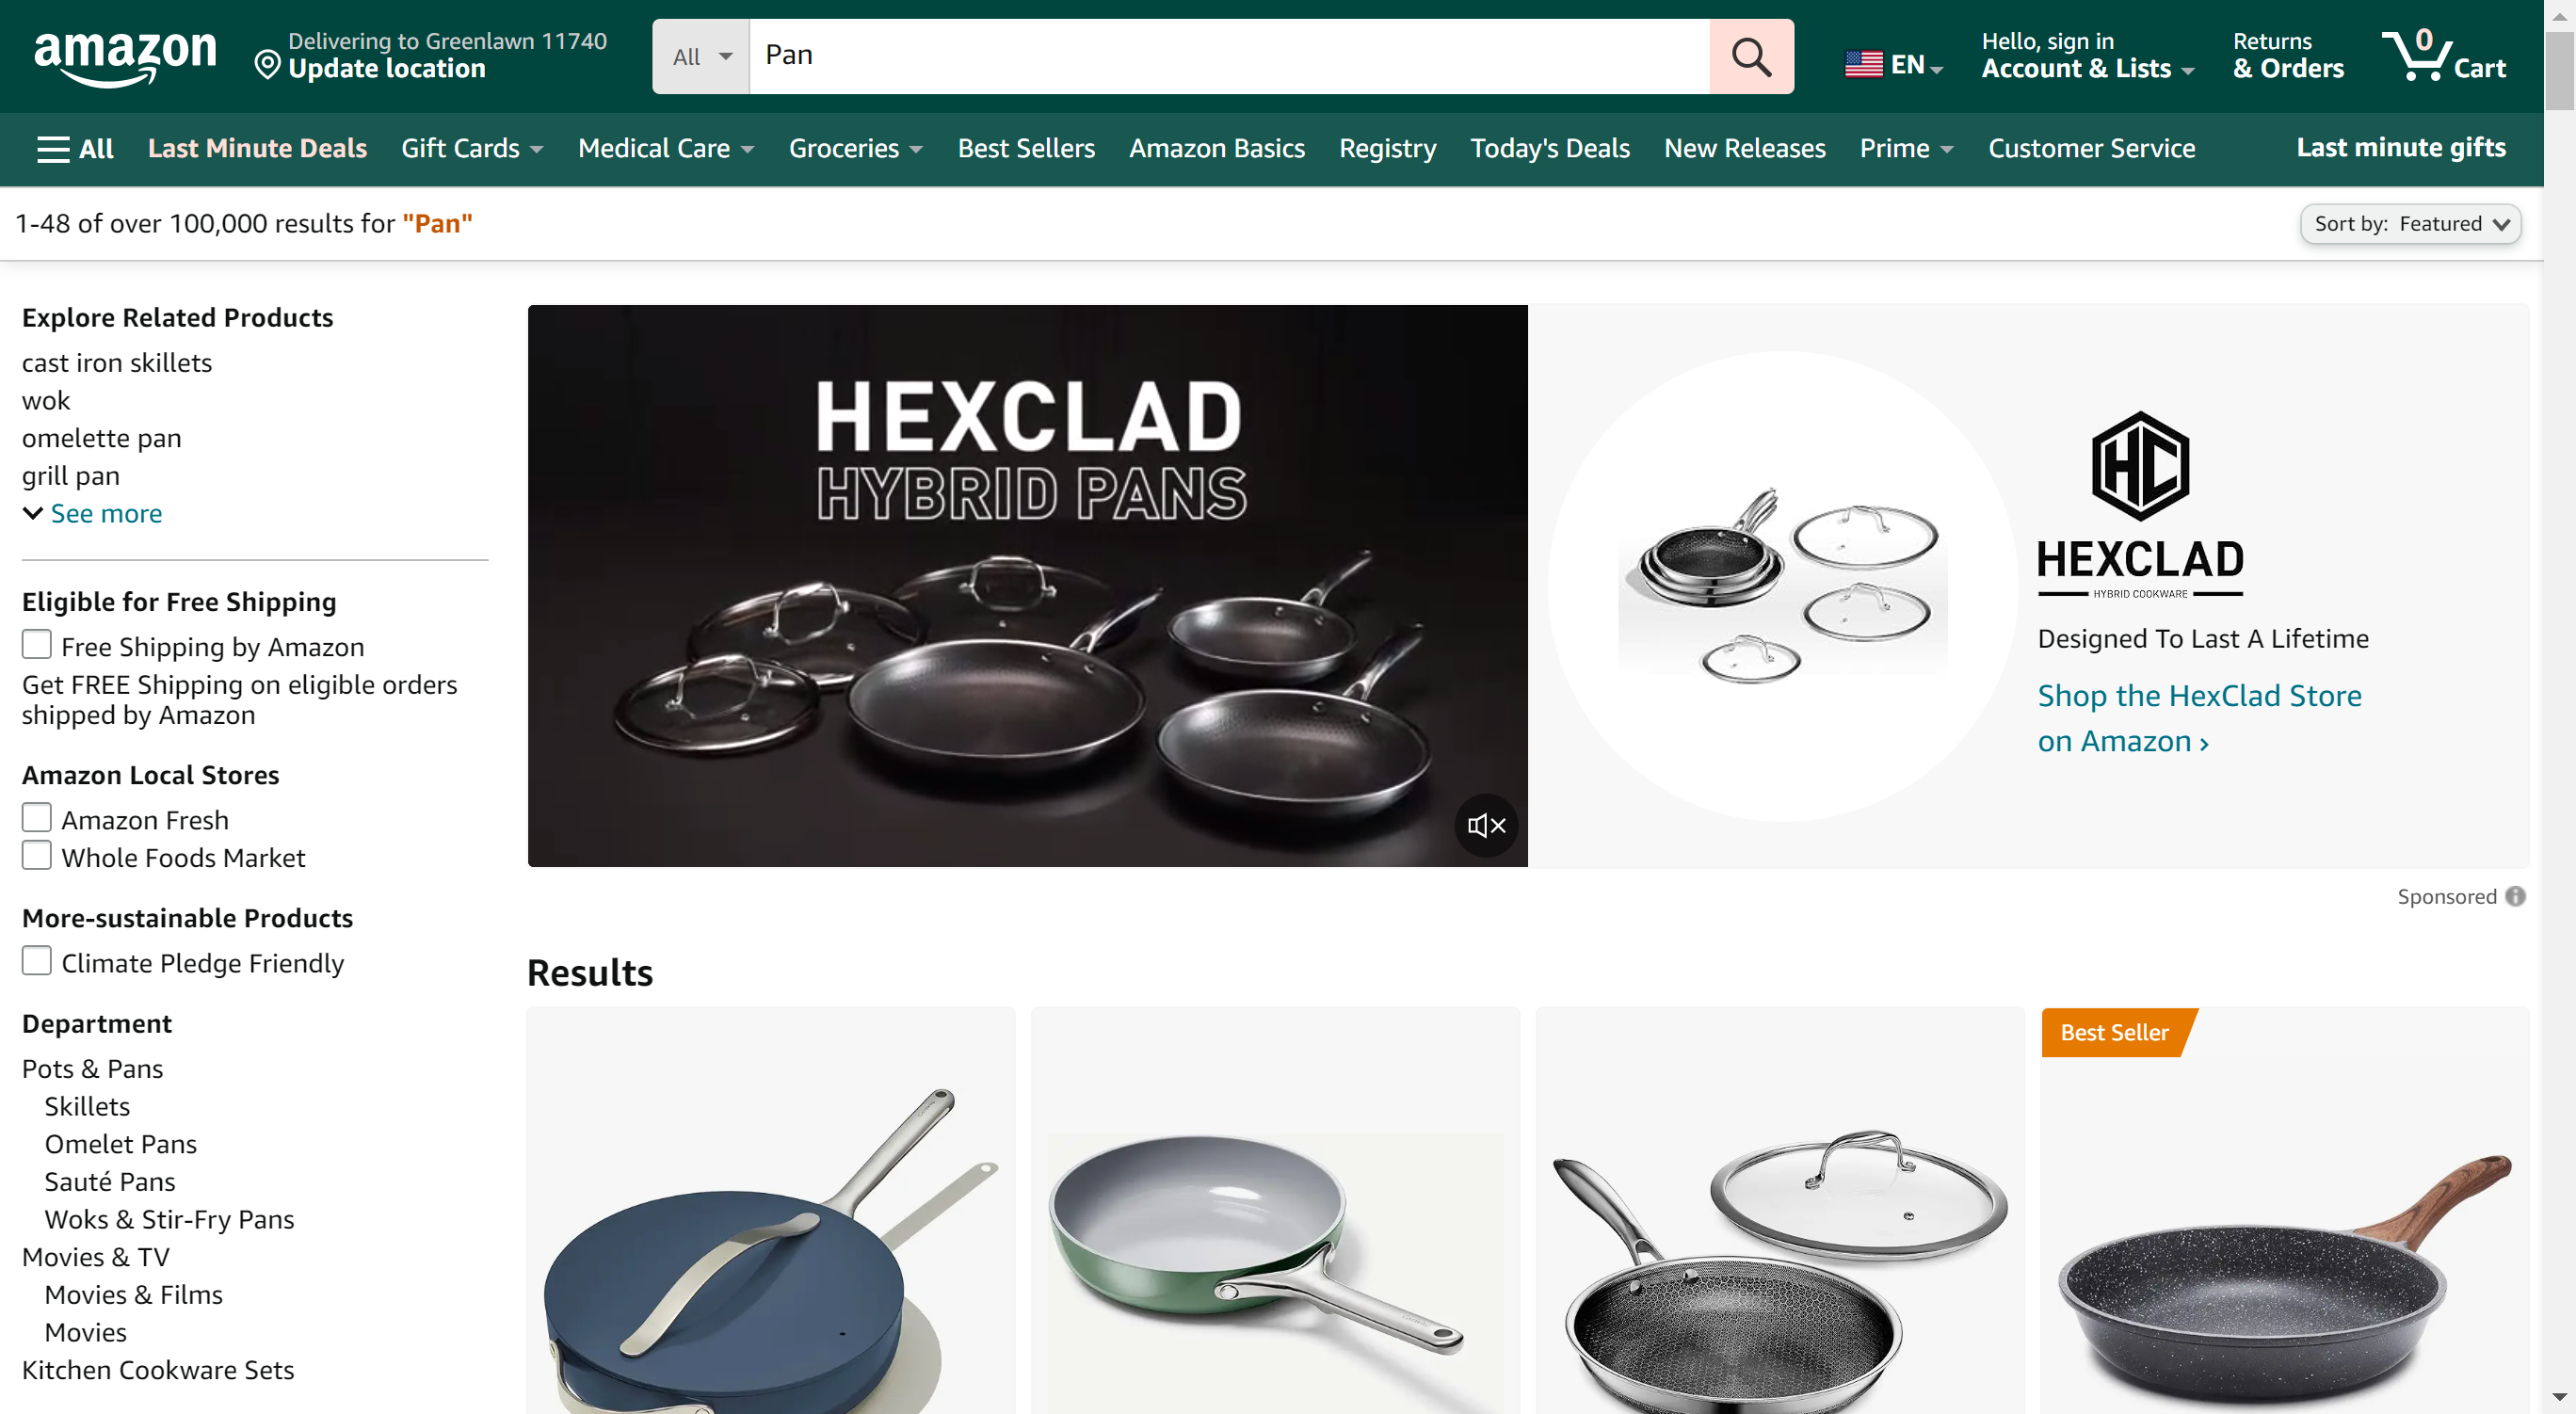 amazon
Delivering to Greenlawn 11740
Update location
All
Pan
EN
Hello, sign in
Account & Lists
Returns
& Orders
0
Cart
All
Last Minute Deals
Gift Cards
Medical Care
Groceries
Best Sellers
Amazon Basics
Registry
Today's Deals
New Releases
Prime
Customer Service
Last minute gifts
1-48 of over 100,000 results for "Pan"
Sort by: Featured
Explore Related Products
cast iron skillets
wok
omelette pan
grill pan
See more
Eligible for Free Shipping
Free Shipping by Amazon
Get FREE Shipping on eligible orders
shipped by Amazon
Amazon Local Stores
Amazon Fresh
Whole Foods Market
More-sustainable Products
Climate Pledge Friendly
Department
Pots & Pans
Skillets
Omelet Pans
Sauté Pans
Woks & Stir-Fry Pans
Movies & TV
Movies & Films
Movies
Kitchen Cookware Sets
HEXCLAD
HYBRID PANS
HC
HEXCLAD
HYBRID COOKWARE
Designed To Last A Lifetime
Shop the HexClad Store
on Amazon ›
Sponsored
Results
Best Seller